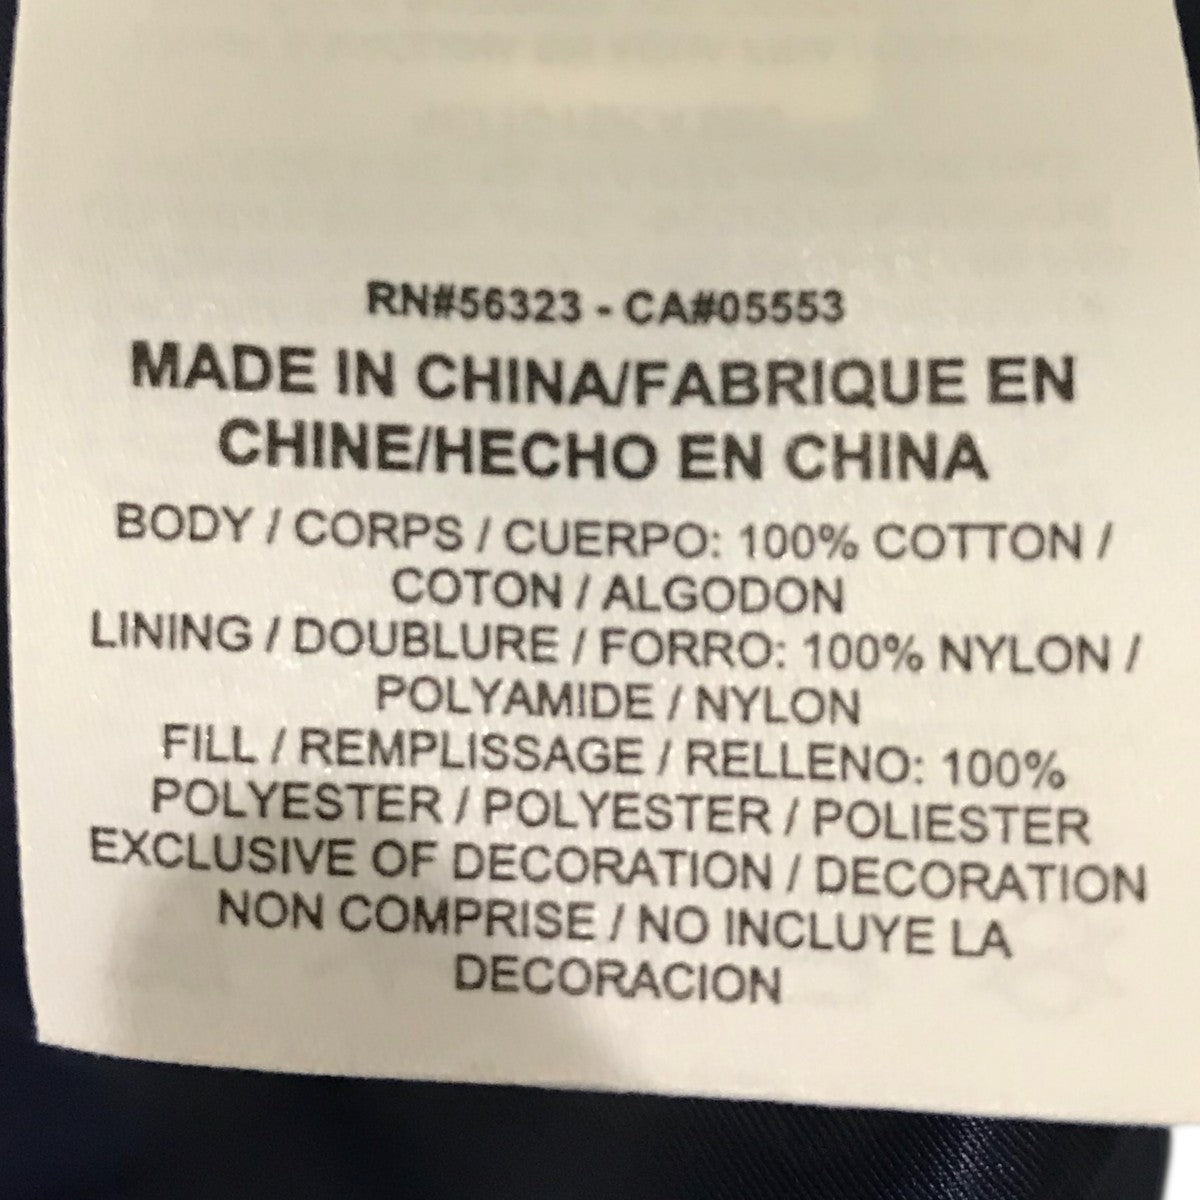 RN#56323 - CA#05553
MADE IN CHINA/FABRIQUE EN
CHINE/HECHO EN CHINA
BODY / CORPS / CUERPO: 100% COTTON /
COTON / ALGODON
LINING / DOUBLURE / FORRO: 100% NYLON /
POLYAMIDE / NYLON
FILL / REMPLISSAGE / RELLENO: 100%
POLYESTER / POLYESTER / POLIESTER
EXCLUSIVE OF DECORATION / DECORATION
NON COMPRISE / NO INCLUYE LA
DECORACION